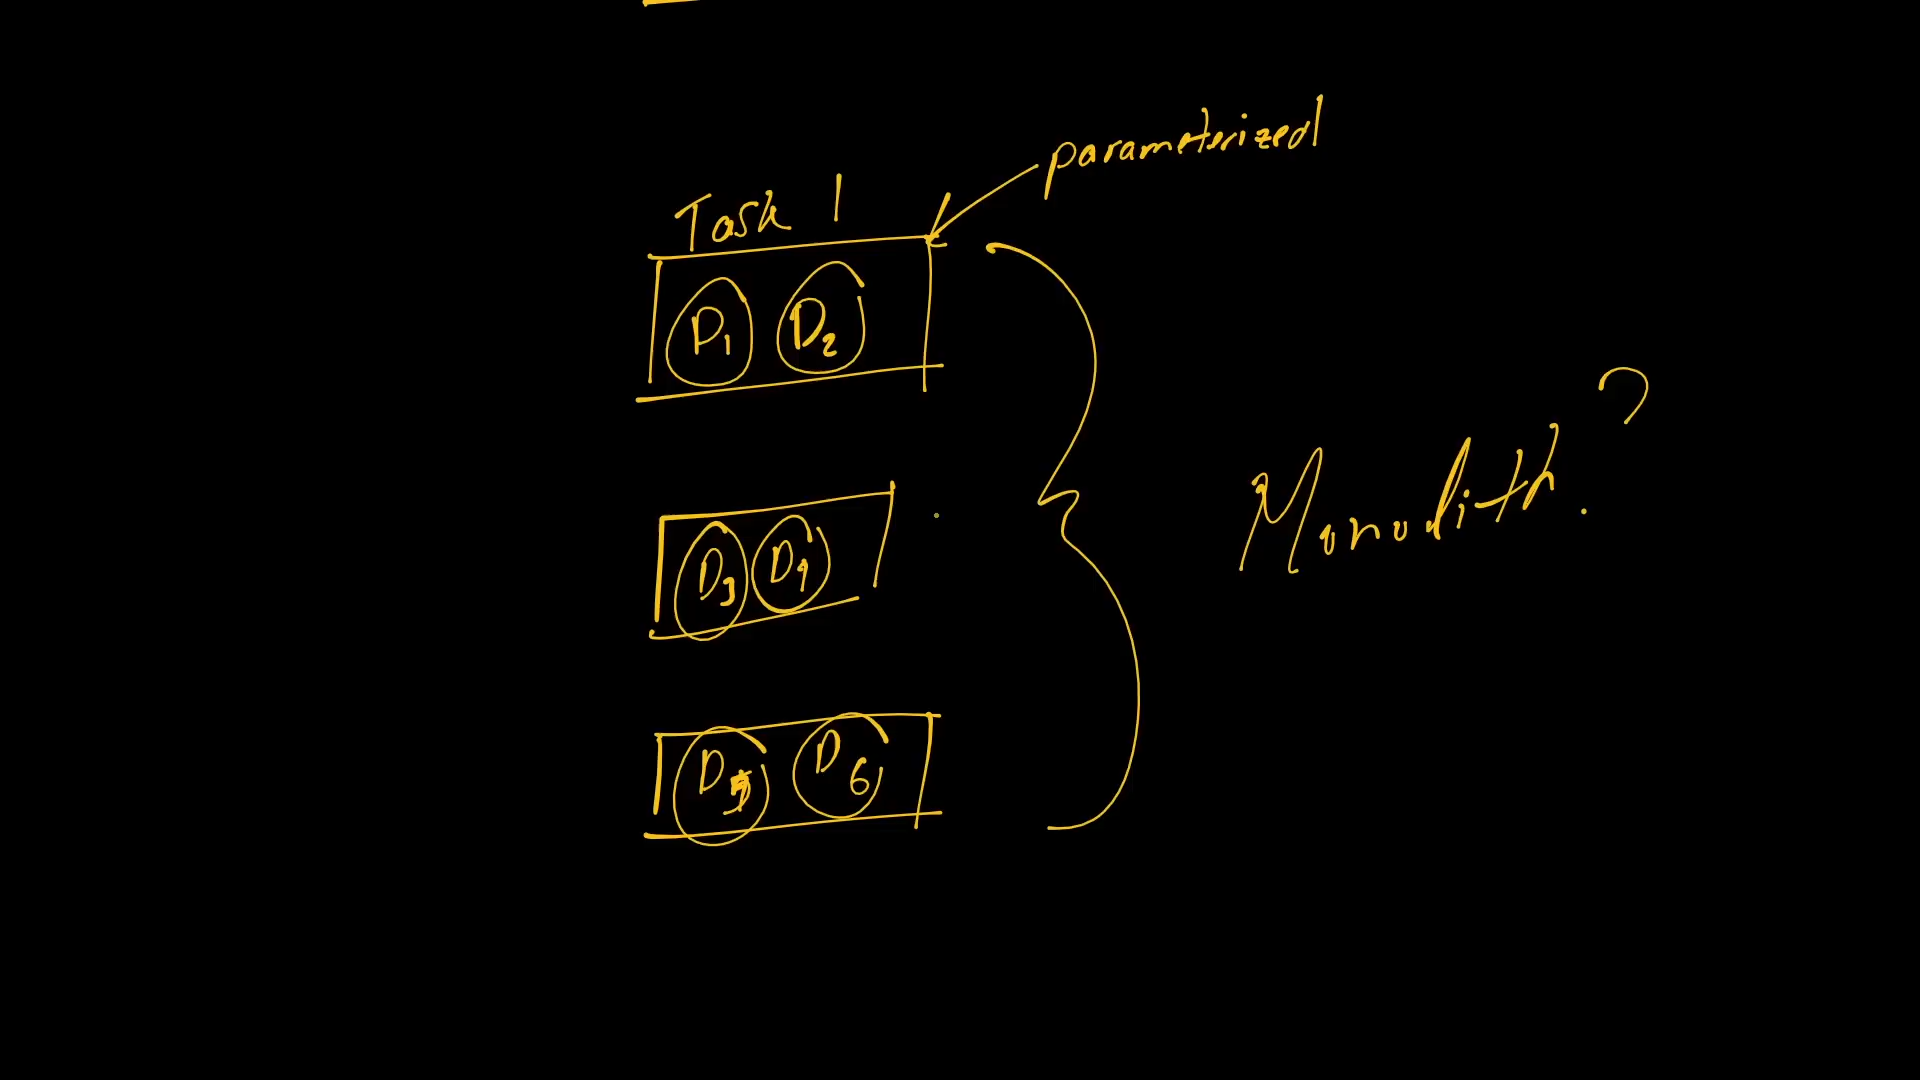 parameterized
Task 1
D1 D2
Monolith.?
D3 D4
D5 D6